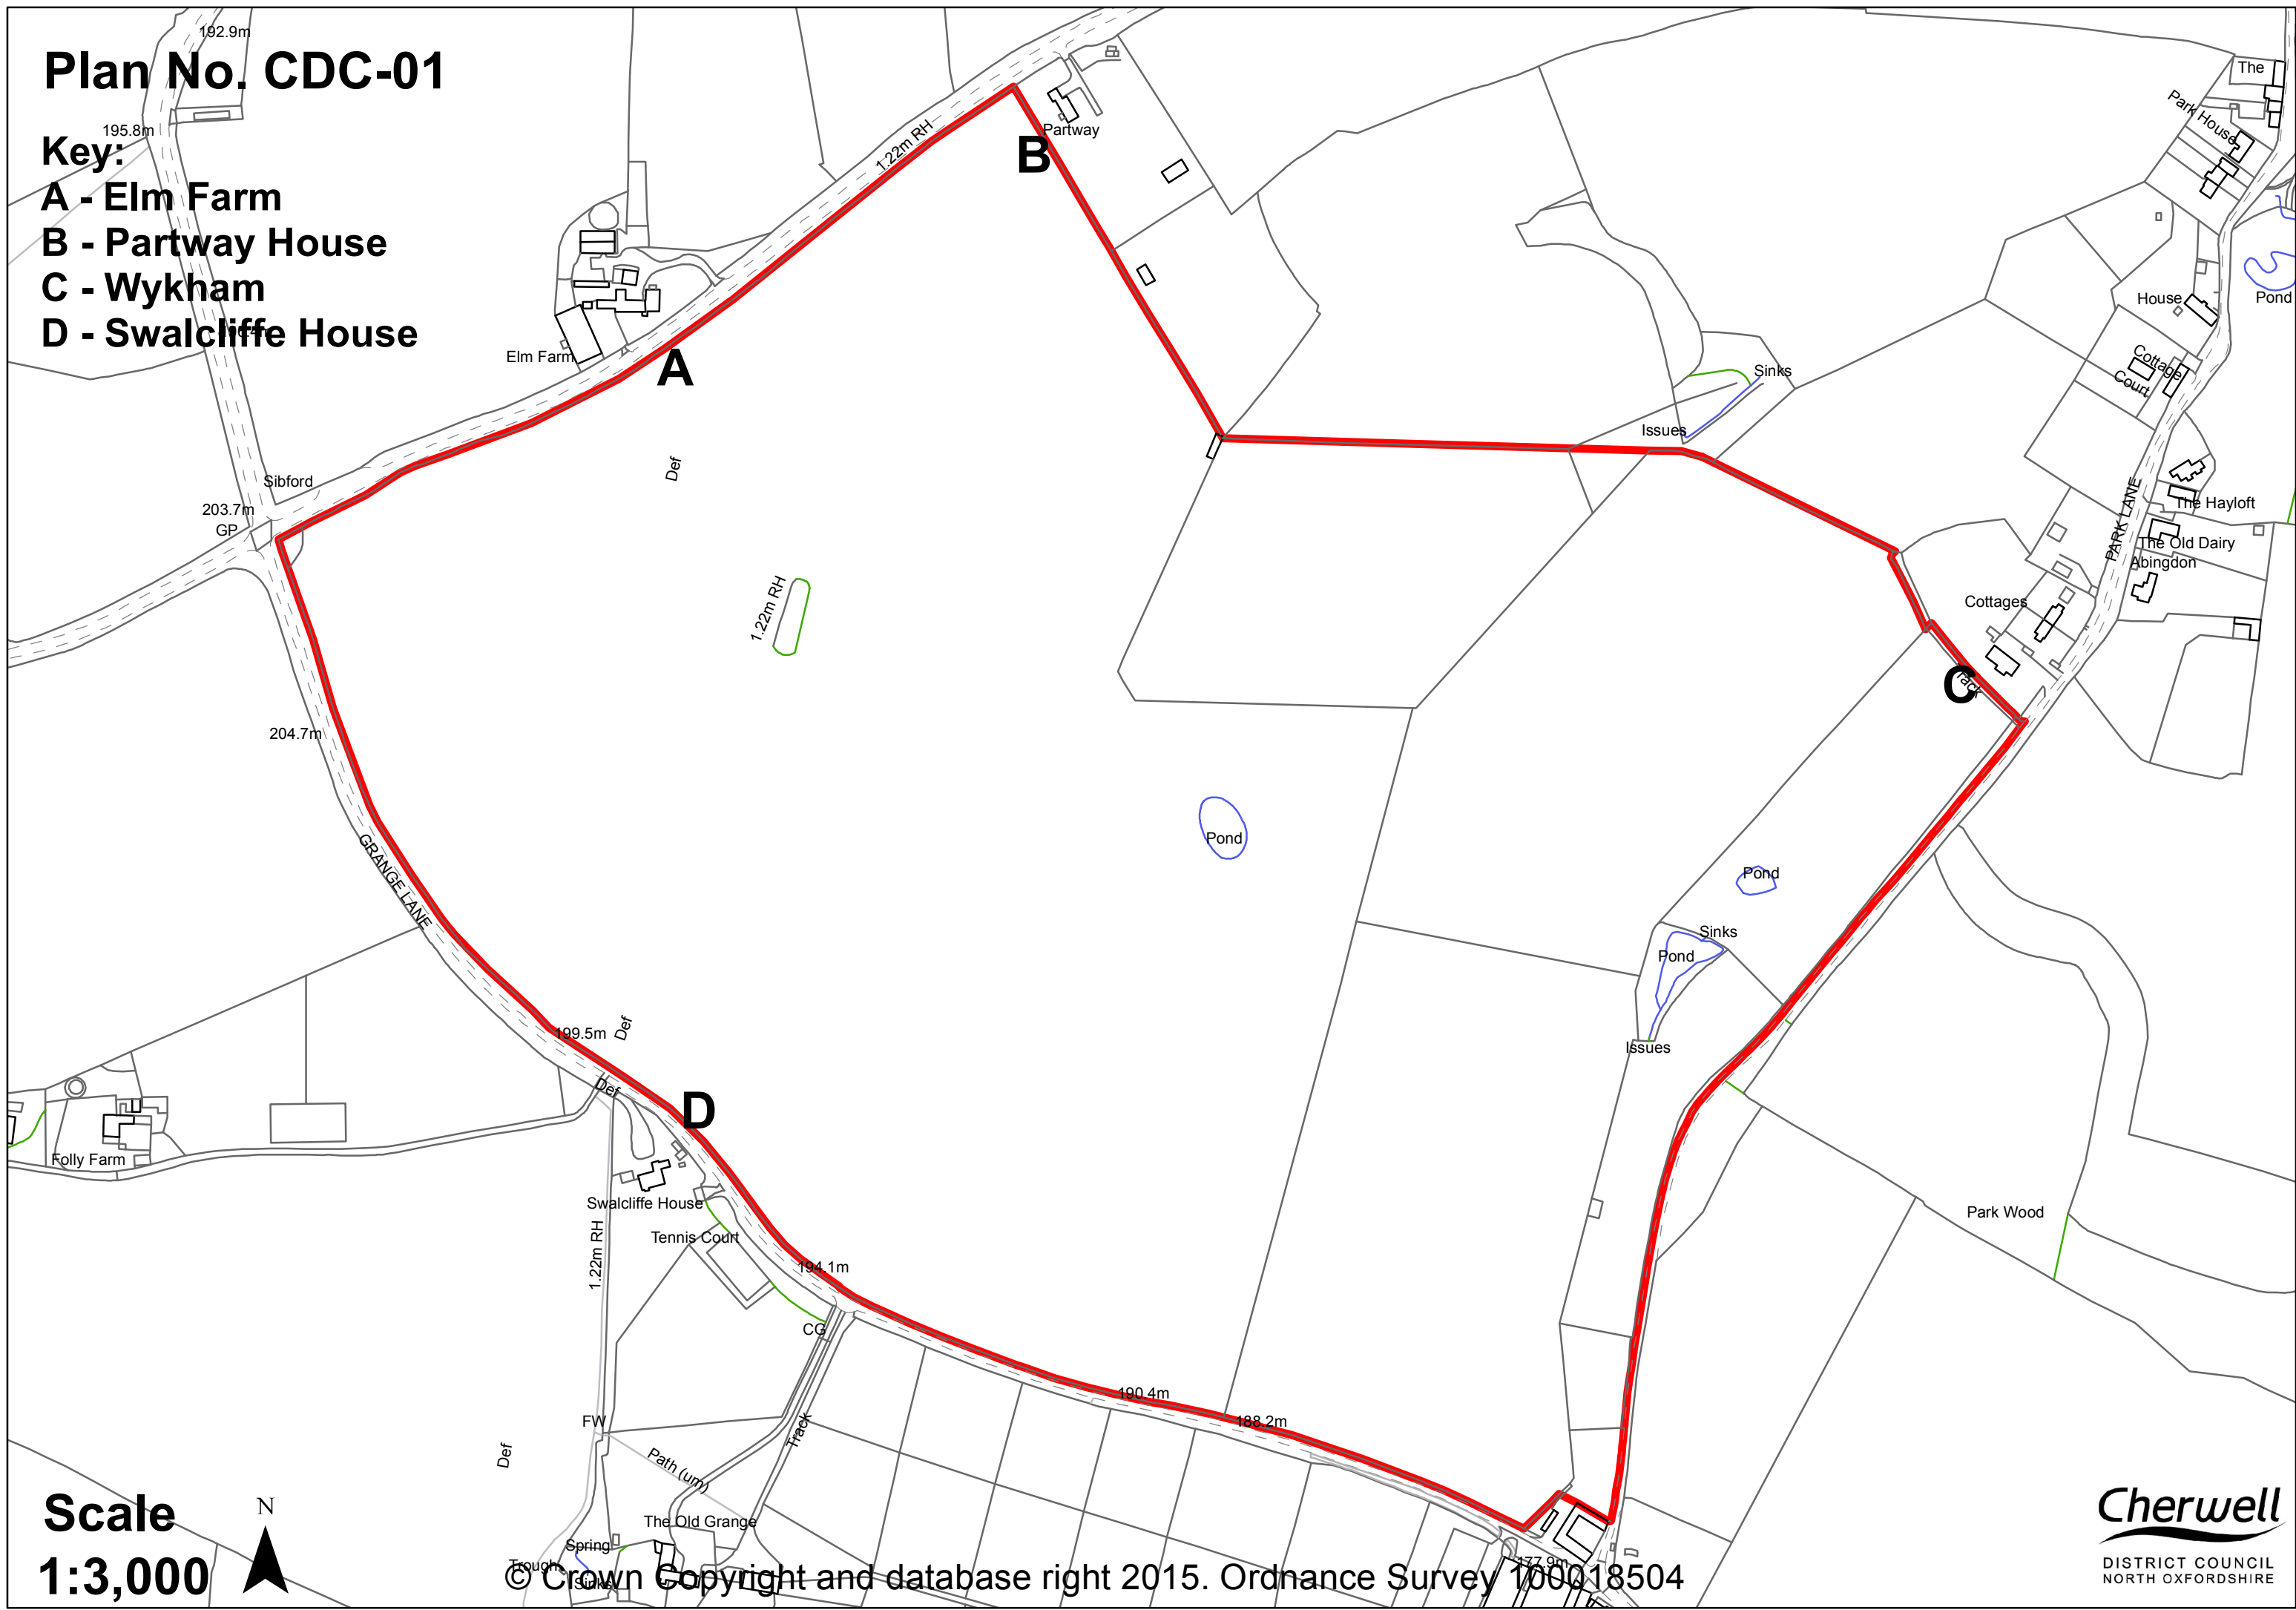 Plan No. CDC-01
Key:
A - Elm Farm
B - Partway House
C - Wykham
D - Swalcliffe House
192.9m
195.8m
1.22m RH
B
Partway
The
Park House
House
Pond
Elm Farm
A
Def
Sinks
Issues
Cottage
Court
Sibford
203.7m
GP
PARK LANE
The Hayloft
The Old Dairy
Abingdon
1.22m RH
Cottages
C
204.7m
GRANGE LANE
Pond
Pond
Sinks
Pond
199.5m
Def
Issues
Def
D
Folly Farm
Swalcliffe House
Tennis Court
1.22m RH
194.1m
Park Wood
CG
190.4m
188.2m
FW
Track
Def
Path (um)
The Old Grange
Spring
Trough
Sinks
177.9m
Scale
1:3,000
N
© Crown Copyright and database right 2015. Ordnance Survey 100018504
Cherwell
DISTRICT COUNCIL
NORTH OXFORDSHIRE